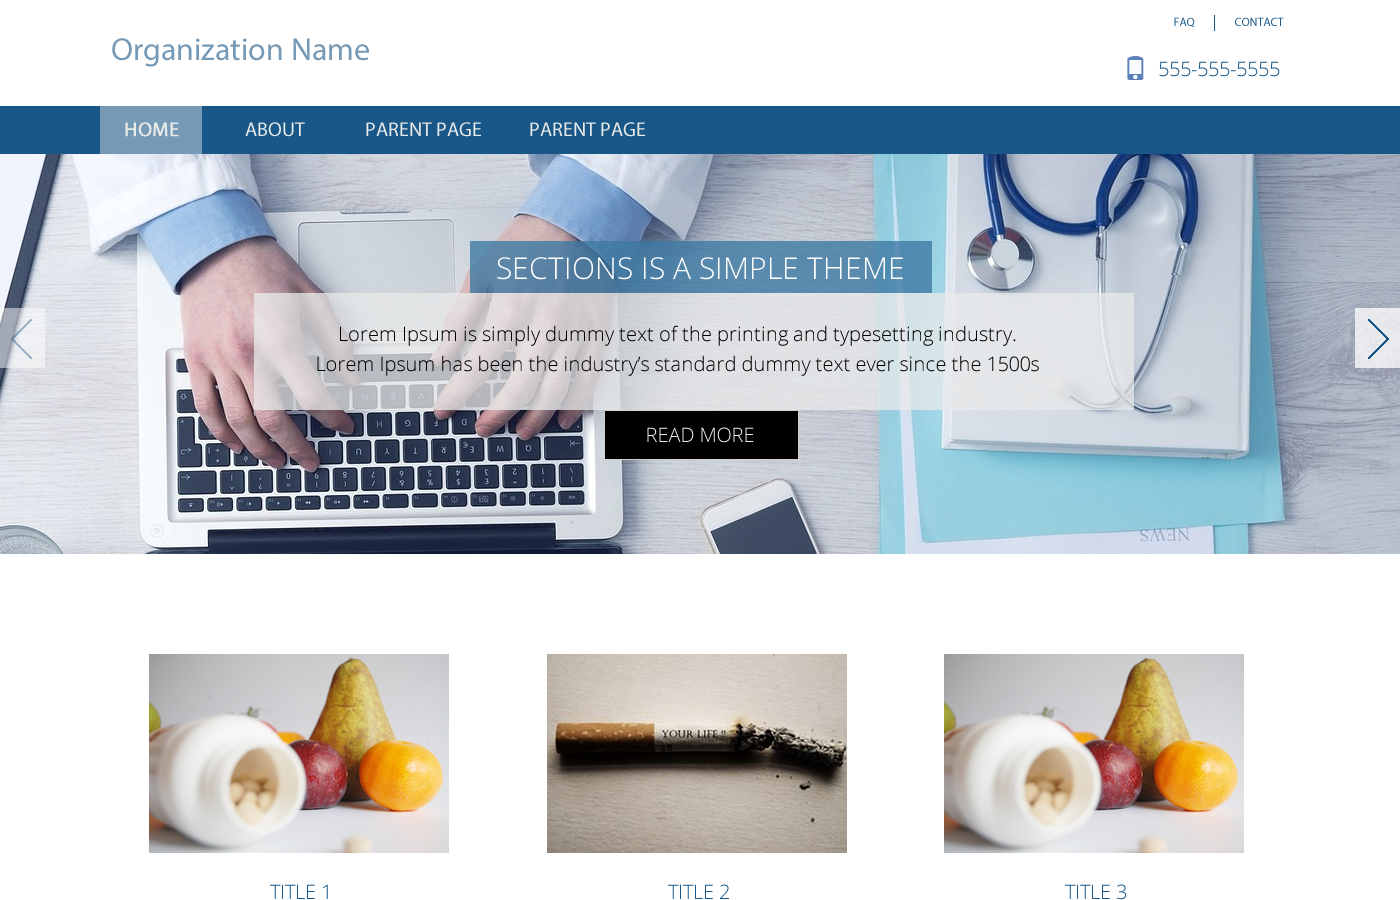 FAQ | CONTACT
Organization Name
555-555-5555
HOME ABOUT PARENT PAGE PARENT PAGE
SECTIONS IS A SIMPLE THEME
Lorem Ipsum is simply dummy text of the printing and typesetting industry.
Lorem Ipsum has been the industry’s standard dummy text ever since the 1500s
READ MORE
NEWS
YOUR LIFE !!
TITLE 1 TITLE 2 TITLE 3